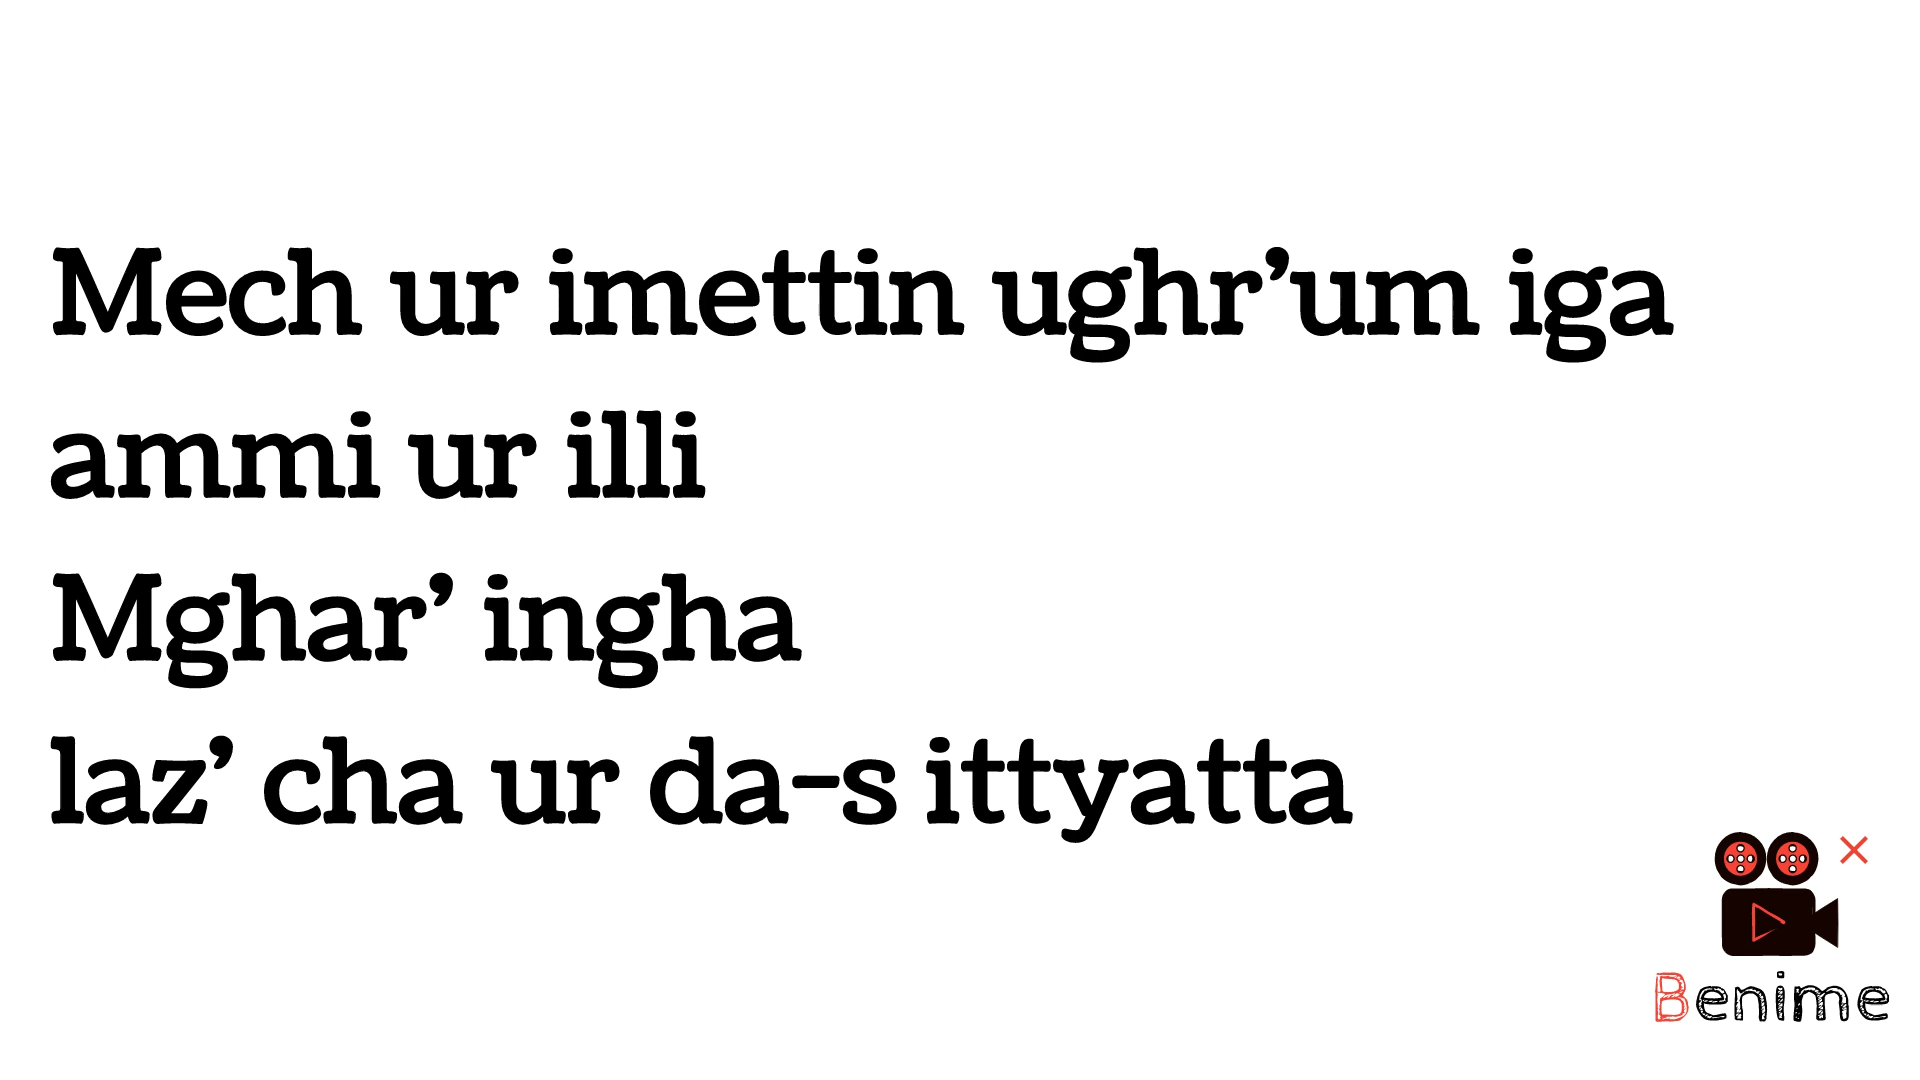 Mech ur imettin ughr’um iga
ammi ur illi
Mghar’ ingha
laz’ cha ur da-s ittyatta
Benime